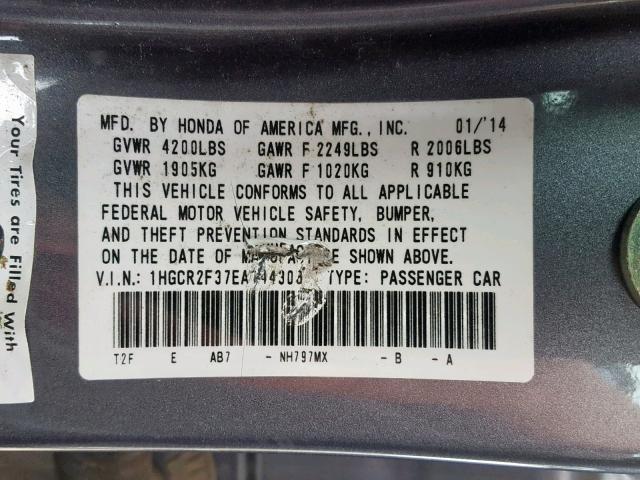 MFD. BY HONDA OF AMERICA MFG., INC. 01/'14
GVWR 4200LBS GAWR F 2249LBS R 2006LBS
GVWR 1905KG GAWR F 1020KG R 910KG
THIS VEHICLE CONFORMS TO ALL APPLICABLE
FEDERAL MOTOR VEHICLE SAFETY, BUMPER,
AND THEFT PREVENTION STANDARDS IN EFFECT
ON THE DATE OF MANUFACTURE SHOWN ABOVE.
V.I.N.: TYPE: PASSENGER CAR
T2F E AB7 - NH797MX - B - A
Your Tires are Filled With